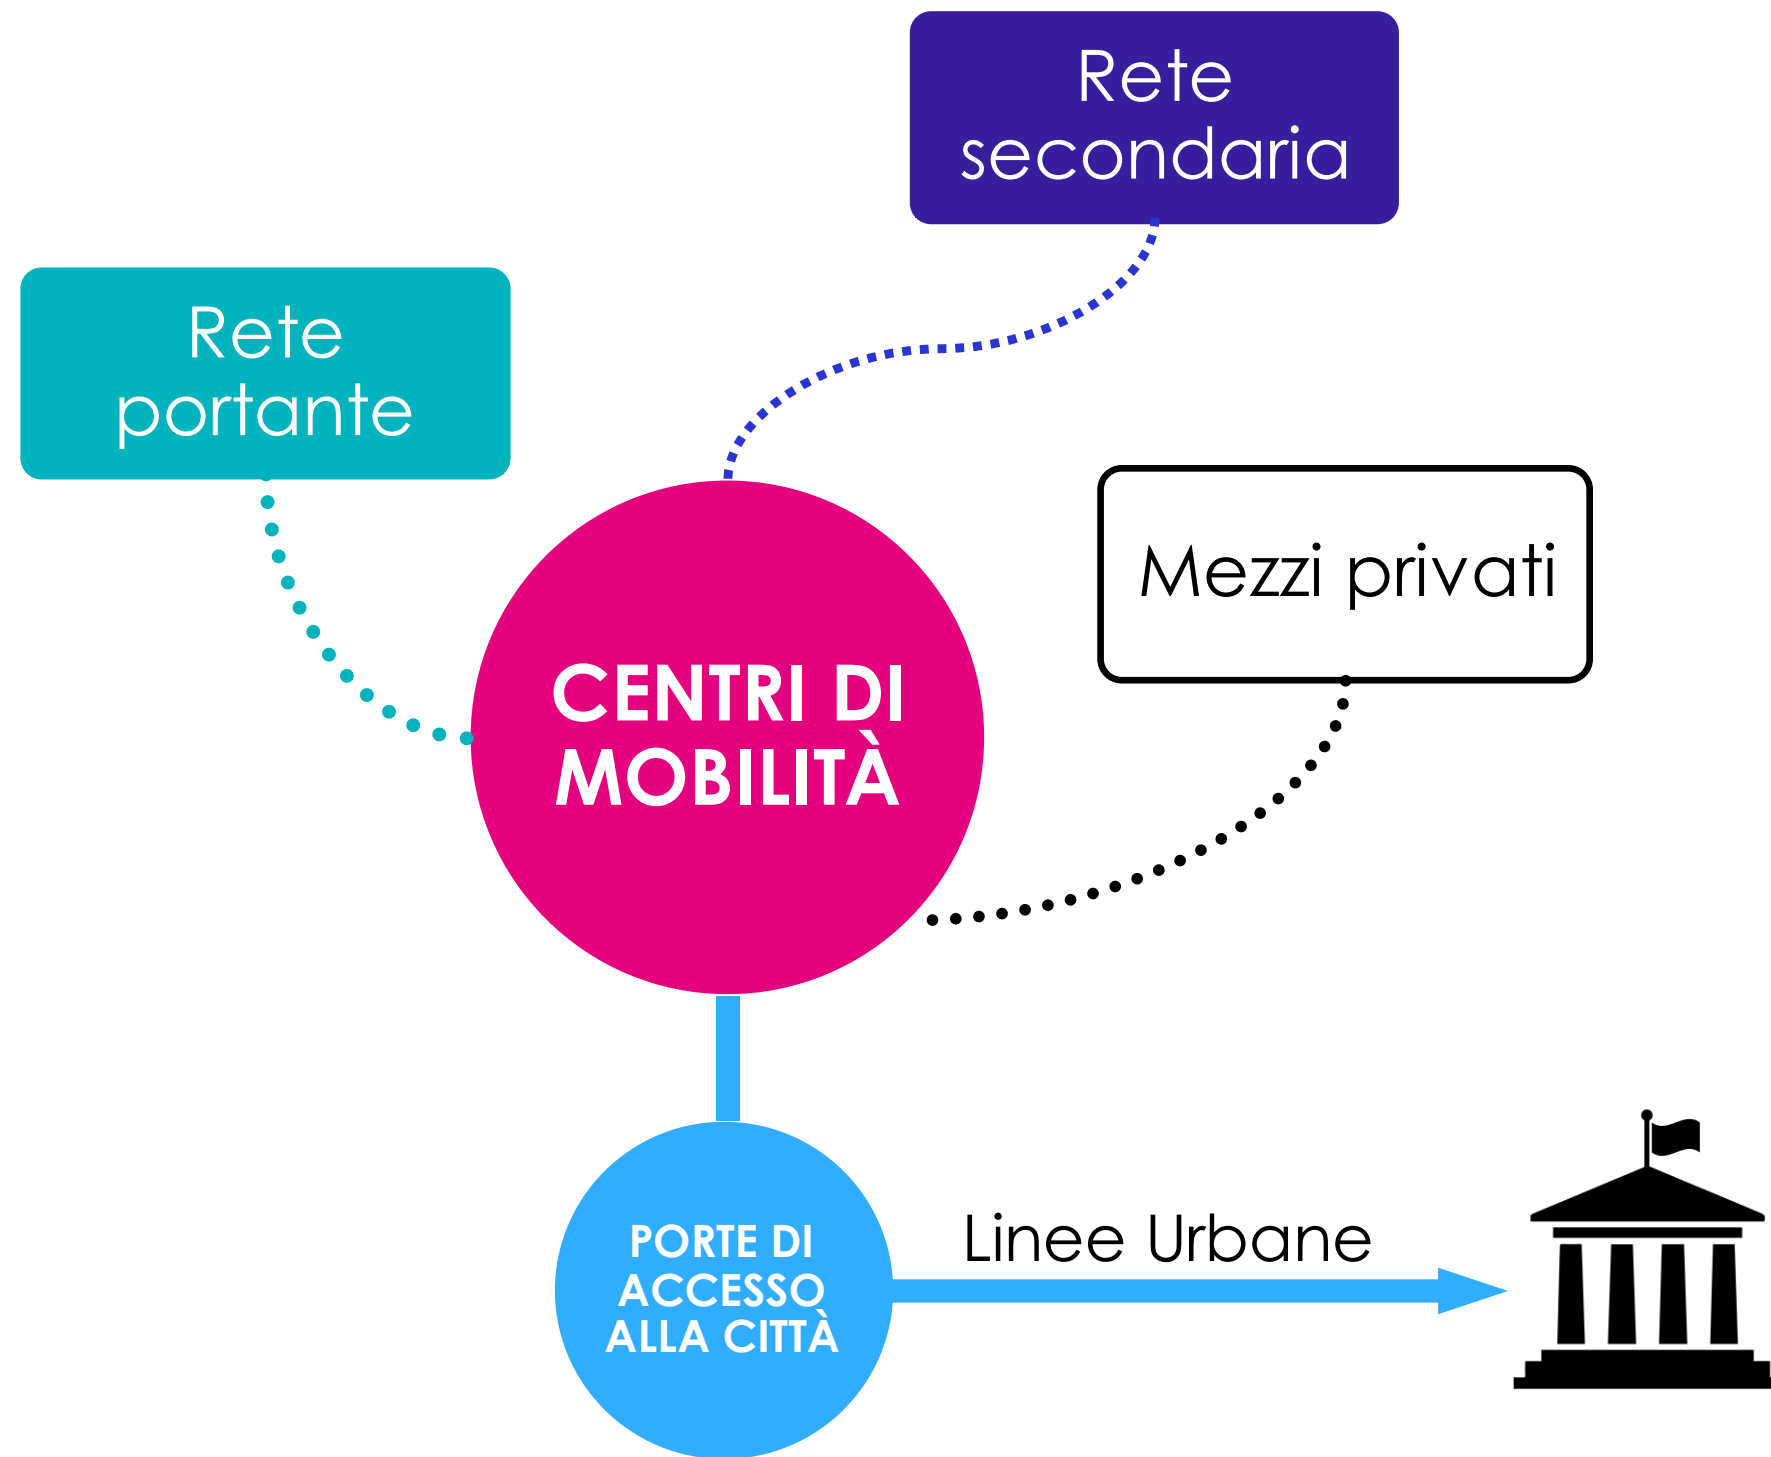 Rete
secondaria
Rete
portante
Mezzi privati
CENTRI DI
MOBILITÀ
Linee Urbane
PORTE DI
ACCESSO
ALLA CITTÀ